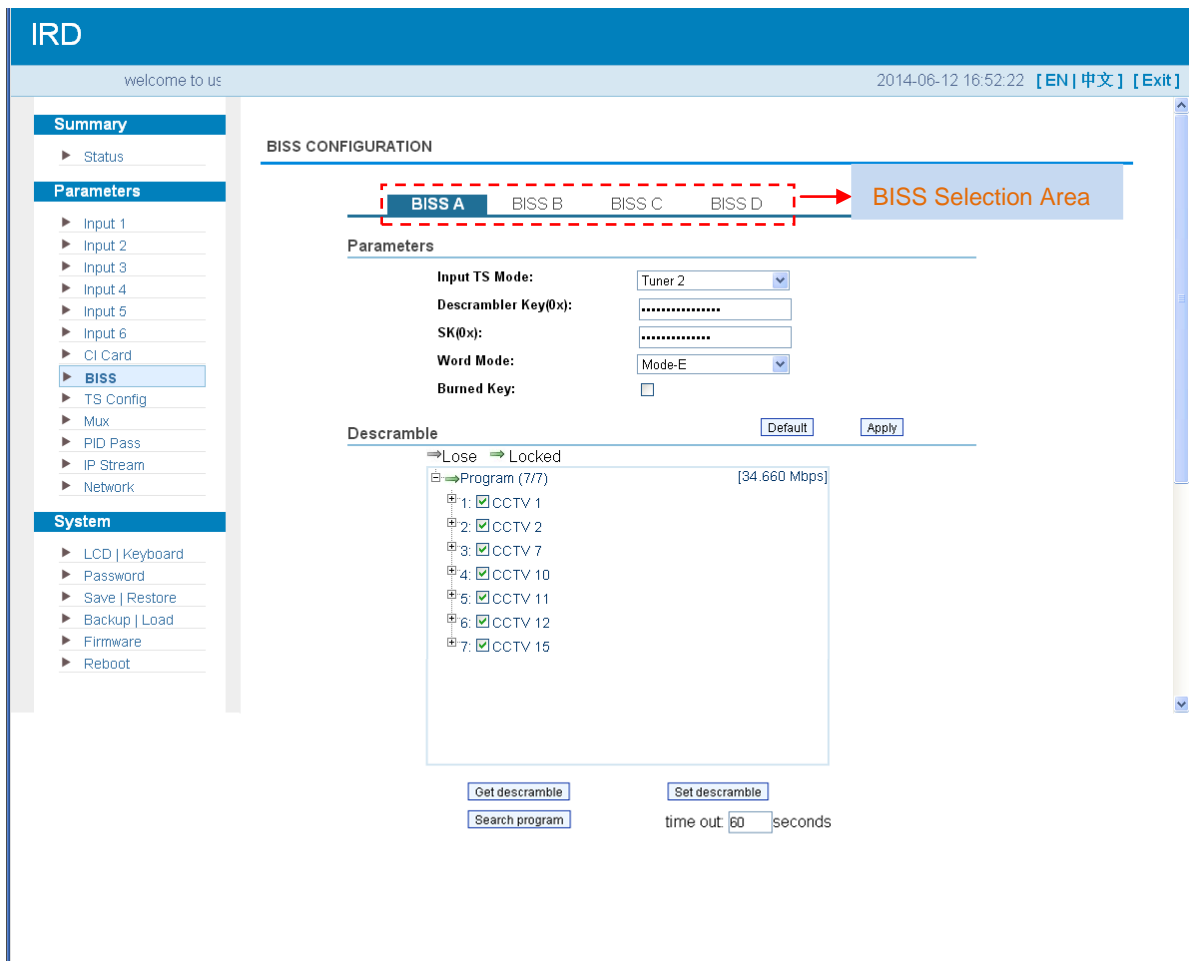 IRD
welcome to us
2014-06-12 16:52:22 [ EN | 中文 ] [ Exit ]
Summary
Status
Parameters
Input 1
Input 2
Input 3
Input 4
Input 5
Input 6
CI Card
BISS
TS Config
Mux
PID Pass
IP Stream
Network
System
LCD | Keyboard
Password
Save | Restore
Backup | Load
Firmware
Reboot
BISS CONFIGURATION
BISS A BISS B BISS C BISS D
BISS Selection Area
Parameters
Input TS Mode: Tuner 2
Descrambler Key(0x): ••••••••••••••••
SK(0x): ••••••••••••••
Word Mode: Mode-E
Burned Key:
Descramble Default Apply
Lose Locked
Program (7/7) [34.660 Mbps]
1: CCTV 1
2: CCTV 2
3: CCTV 7
4: CCTV 10
5: CCTV 11
6: CCTV 12
7: CCTV 15
Get descramble Set descramble
Search program time out: 60 seconds